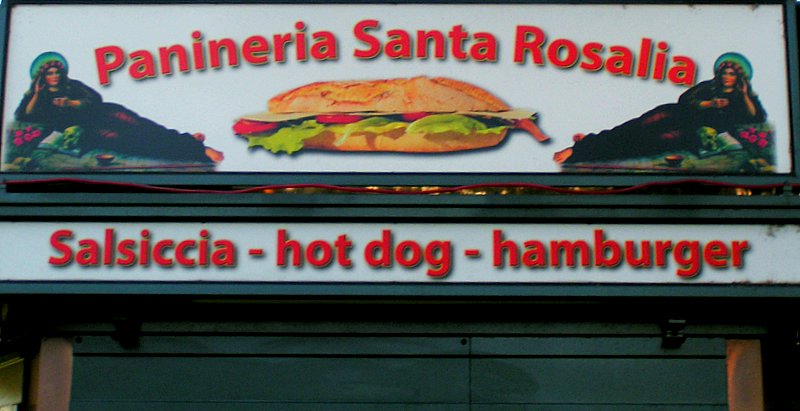 Panineria Santa Rosalia
Salsiccia - hot dog - hamburger